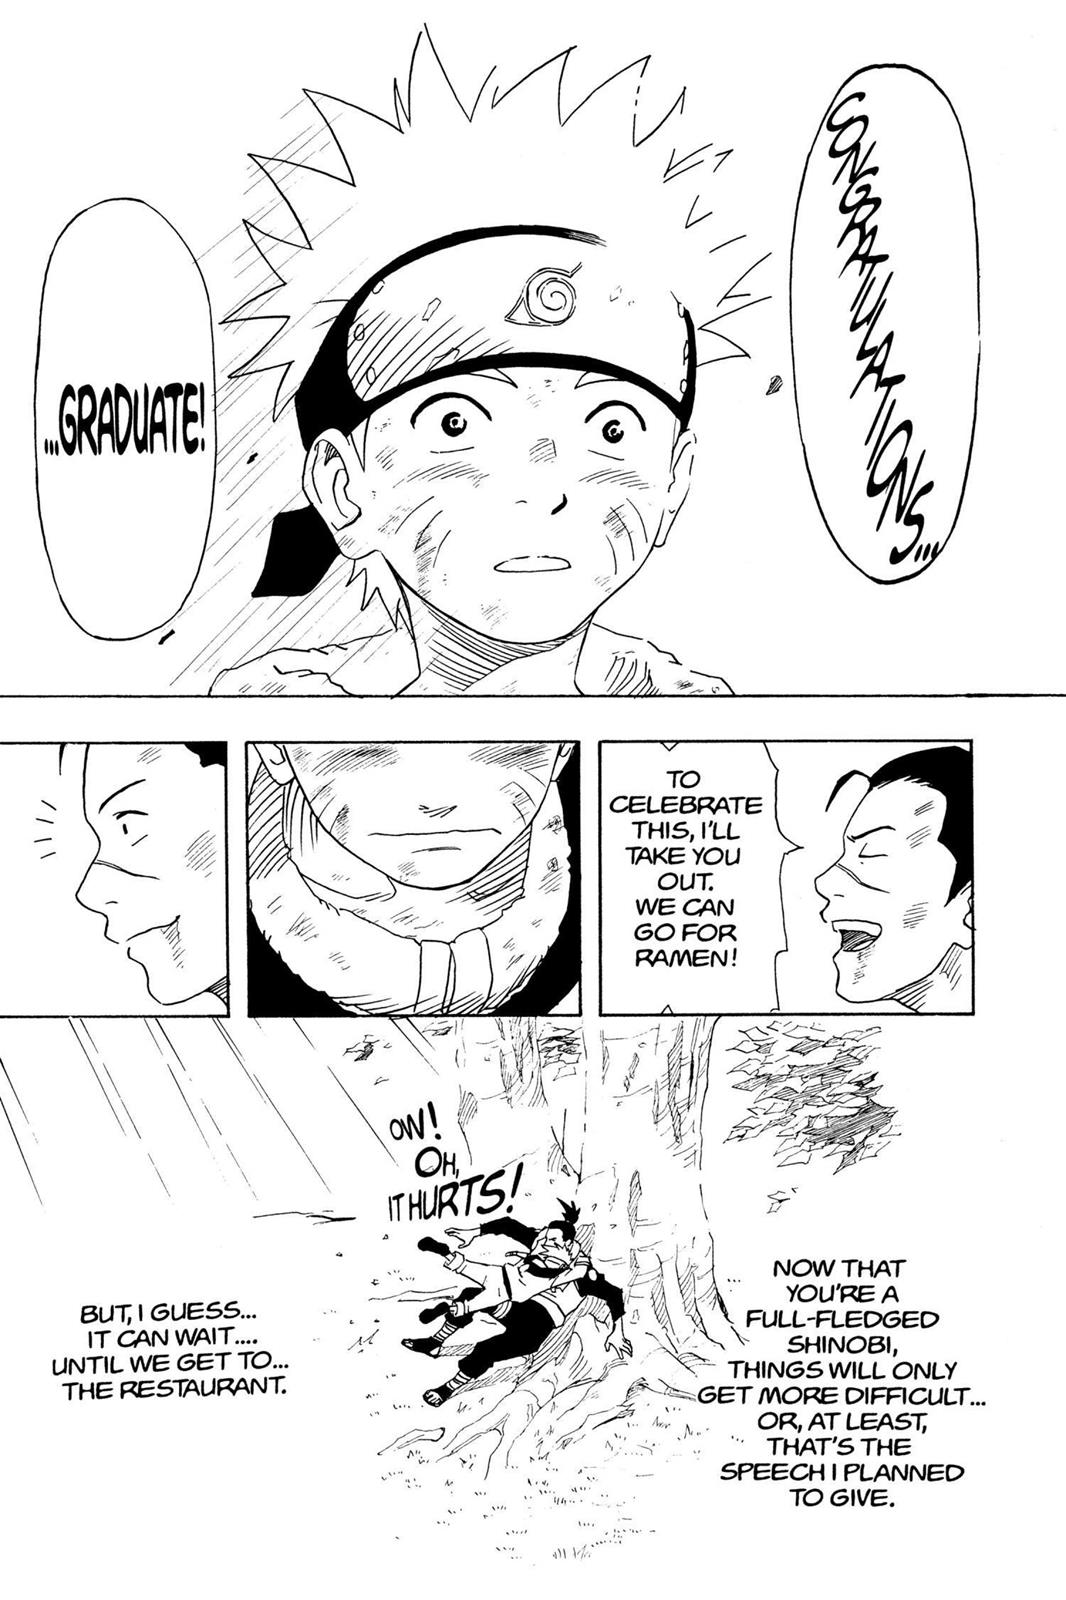 CONGRATULATIONS...
...GRADUATE!
TO
CELEBRATE
THIS, I'LL
TAKE YOU
OUT.
WE CAN
GO FOR
RAMEN!
OW!
OH,
IT HURTS!
NOW THAT
YOU'RE A
FULL-FLEDGED
SHINOBI,
THINGS WILL ONLY
GET MORE DIFFICULT...
OR, AT LEAST,
THAT'S THE
SPEECH I PLANNED
TO GIVE.
BUT, I GUESS...
IT CAN WAIT....
UNTIL WE GET TO...
THE RESTAURANT.